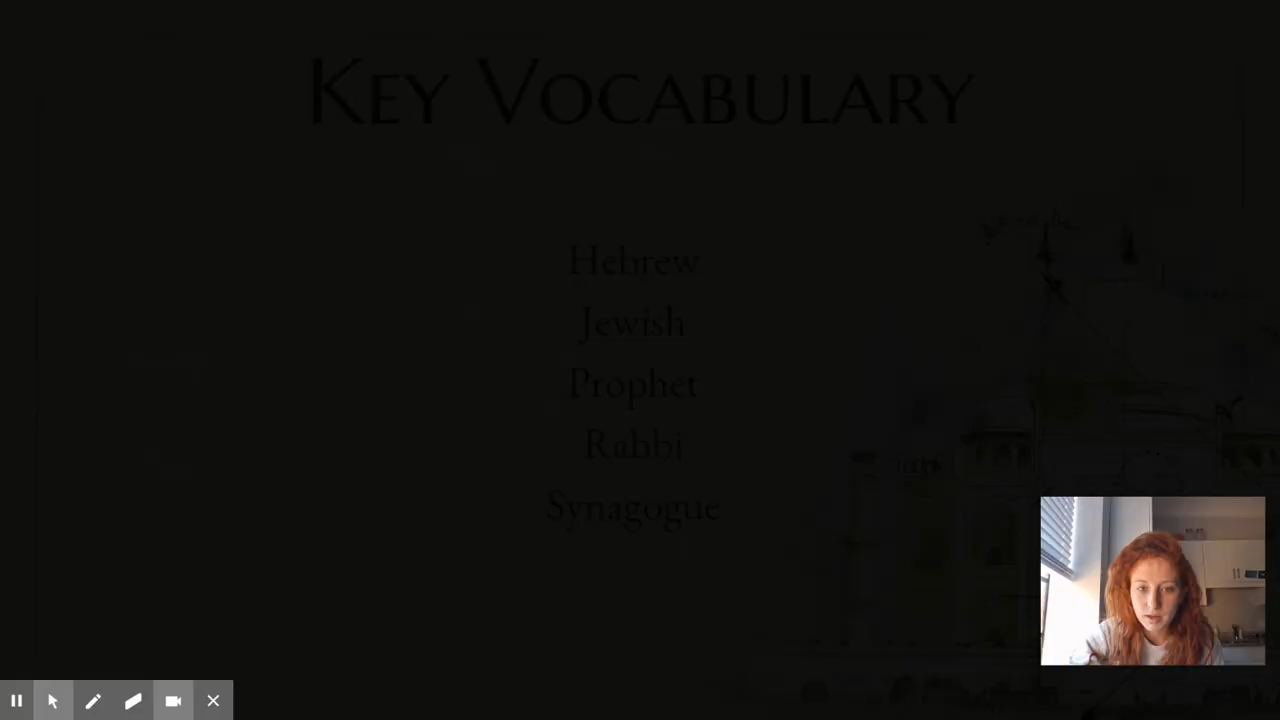 Key Vocabulary
Hebrew
Jewish
Prophet
Rabbi
Synagogue